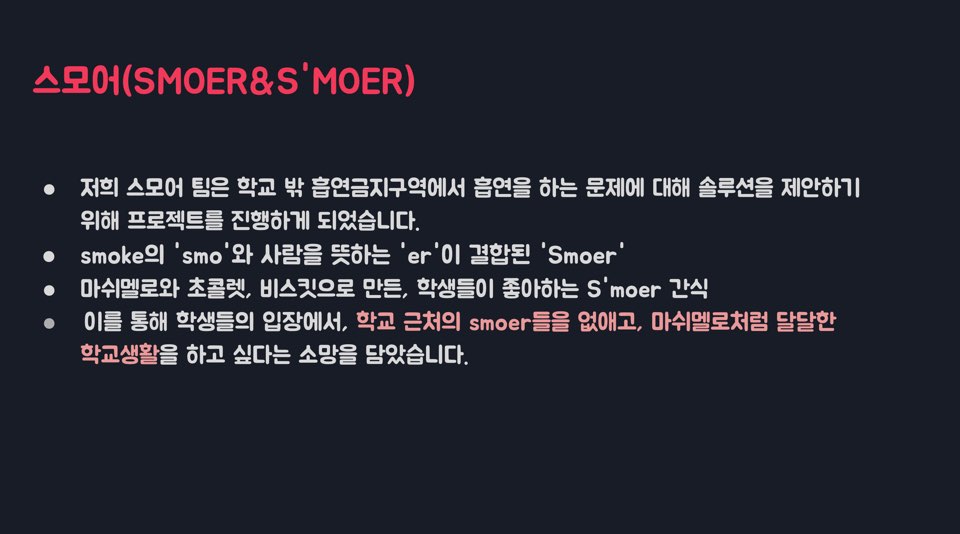 스모어(SMOER&S'MOER)
● 저희 스모어 팀은 학교 밖 흡연금지구역에서 흡연을 하는 문제에 대해 솔루션을 제안하기
위해 프로젝트를 진행하게 되었습니다.
● smoke의 'smo'와 사람을 뜻하는 'er'이 결합된 'Smoer'
● 마쉬멜로와 초콜렛, 비스킷으로 만든, 학생들이 좋아하는 S'moer 간식
● 이를 통해 학생들의 입장에서, 학교 근처의 smoer들을 없애고, 마쉬멜로처럼 달달한
학교생활을 하고 싶다는 소망을 담았습니다.